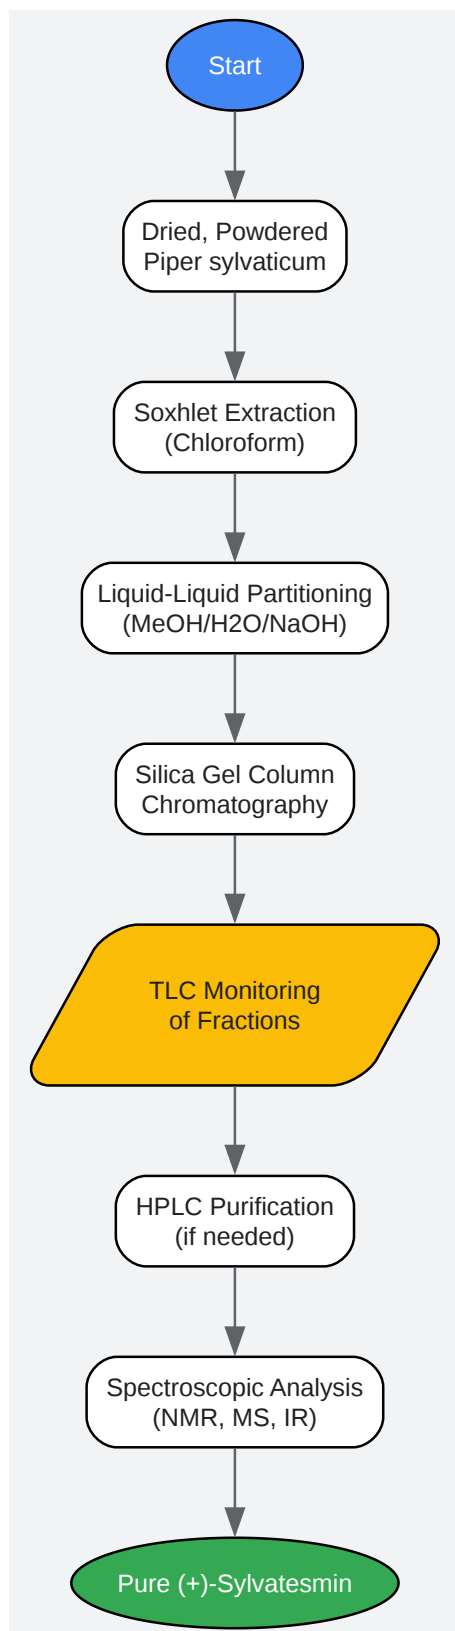 Start
Dried, Powdered
Piper sylvaticum
Soxhlet Extraction
(Chloroform)
Liquid-Liquid Partitioning
(MeOH/H2O/NaOH)
Silica Gel Column
Chromatography
TLC Monitoring
of Fractions
HPLC Purification
(if needed)
Spectroscopic Analysis
(NMR, MS, IR)
Pure (+)-Sylvatesmin